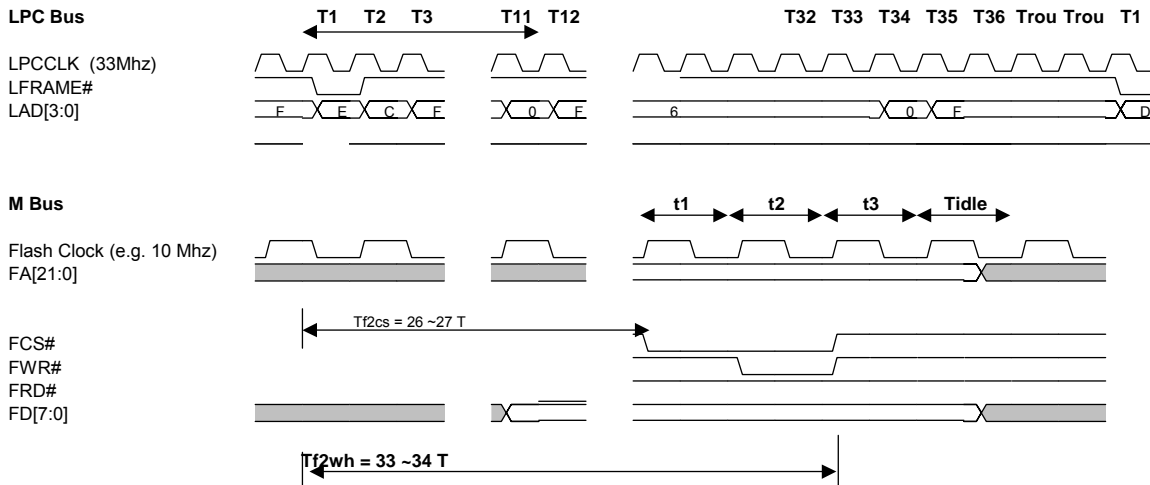 LPC Bus T1 T2 T3 T11 T12 T32 T33 T34 T35 T36 Trou Trou T1
LPCCLK (33Mhz)
LFRAME#
LAD[3:0] F E C F 0 F 6 0 F D
M Bus t1 t2 t3 Tidle
Flash Clock (e.g. 10 Mhz)
FA[21:0]
Tf2cs = 26 ~27 T
FCS#
FWR#
FRD#
FD[7:0]
Tf2wh = 33 ~34 T